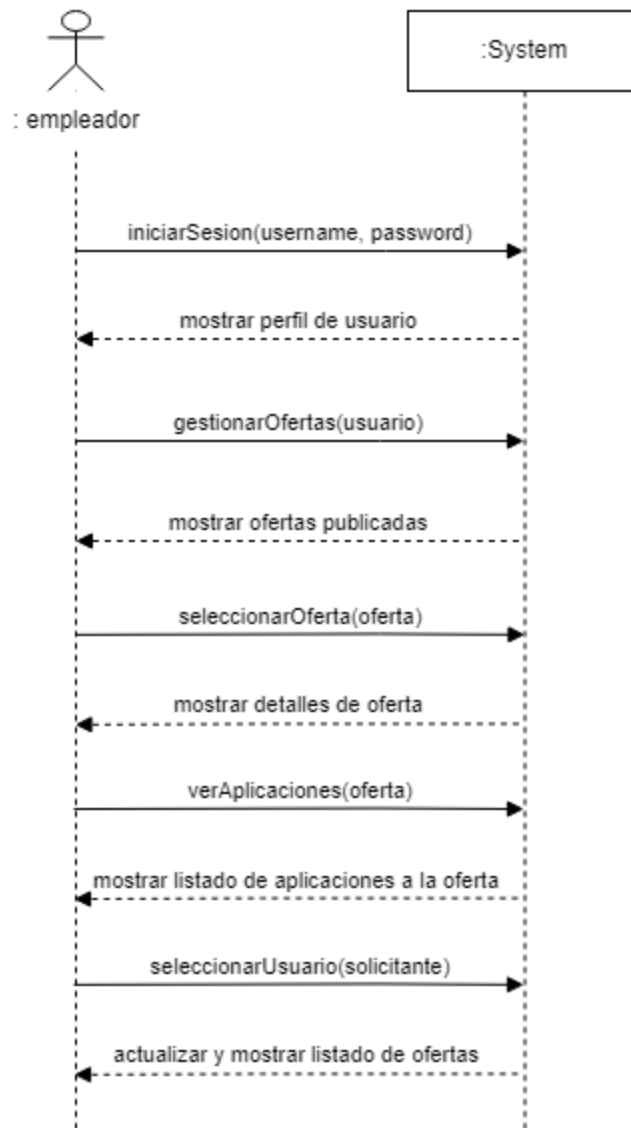 :System
: empleador
iniciarSesion(username, password)
mostrar perfil de usuario
gestionarOfertas(usuario)
mostrar ofertas publicadas
seleccionarOferta(oferta)
mostrar detalles de oferta
verAplicaciones(oferta)
mostrar listado de aplicaciones a la oferta
seleccionarUsuario(solicitante)
actualizar y mostrar listado de ofertas